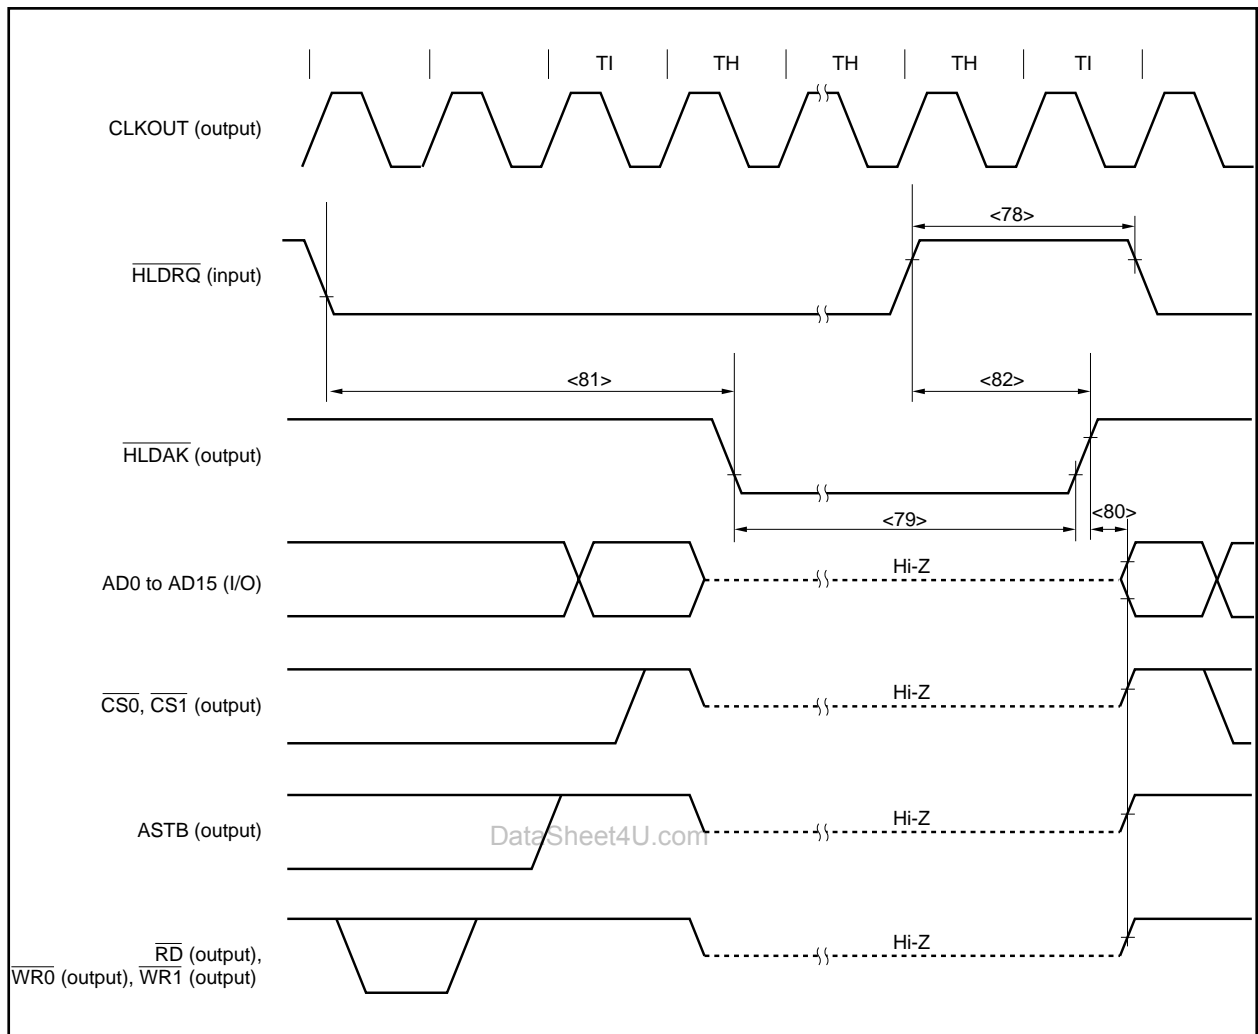 TI TH TH TH TI
CLKOUT (output)
<78>
HLDRQ (input)
<81> <82>
HLDAK (output)
<79> <80>
AD0 to AD15 (I/O) Hi-Z
CS0, CS1 (output) Hi-Z
ASTB (output) Hi-Z
DataSheet4U.com
RD (output), Hi-Z
WR0 (output), WR1 (output)